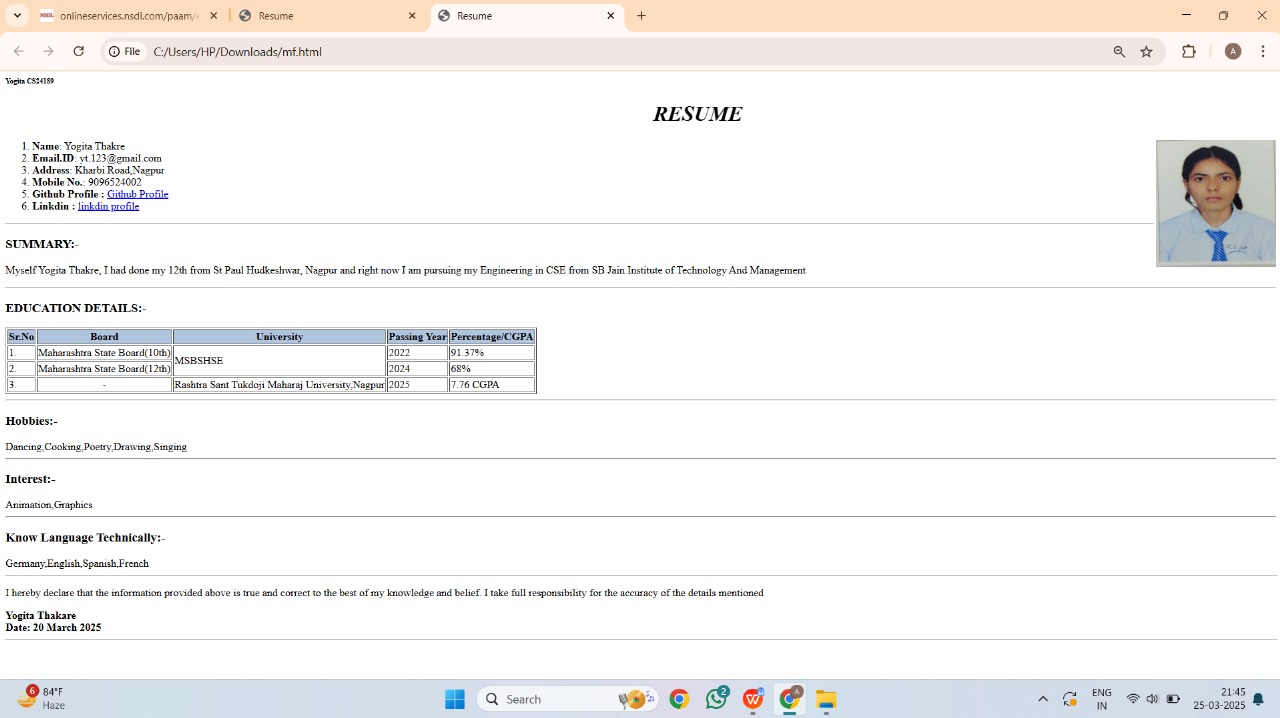 onlineservices.nsdl.com/paam/e
Resume
Resume
File C:/Users/HP/Downloads/mf.html
A
Yogita CS24189
RESUME
1. Name: Yogita Thakre
2. Email.ID: yt.123@gmail.com
3. Address: Kharbi Road,Nagpur
4. Mobile No.: 9096524002
5. Github Profile : Github Profile
6. Linkdin : linkdin profile
SUMMARY:-
Myself Yogita Thakre, I had done my 12th from St Paul Hudkeshwar, Nagpur and right now I am pursuing my Engineering in CSE from SB Jain Institute of Technology And Management
EDUCATION DETAILS:-
Sr.No Board University Passing Year Percentage/CGPA
1. Maharashtra State Board(10th) MSBSHSE 2022 91.37%
2. Maharashtra State Board(12th) 2024 68%
3. - Rashtra Sant Tukdoji Maharaj University,Nagpur 2025 7.76 CGPA
Hobbies:-
Dancing,Cooking,Poetry,Drawing,Singing
Interest:-
Animation,Graphics
Know Language Technically:-
Germany,English,Spanish,French
I hereby declare that the information provided above is true and correct to the best of my knowledge and belief. I take full responsibility for the accuracy of the details mentioned
Yogita Thakare
Date: 20 March 2025
6 84°F
Haze
Search
2
A
ENG
IN
21:45
25-03-2025